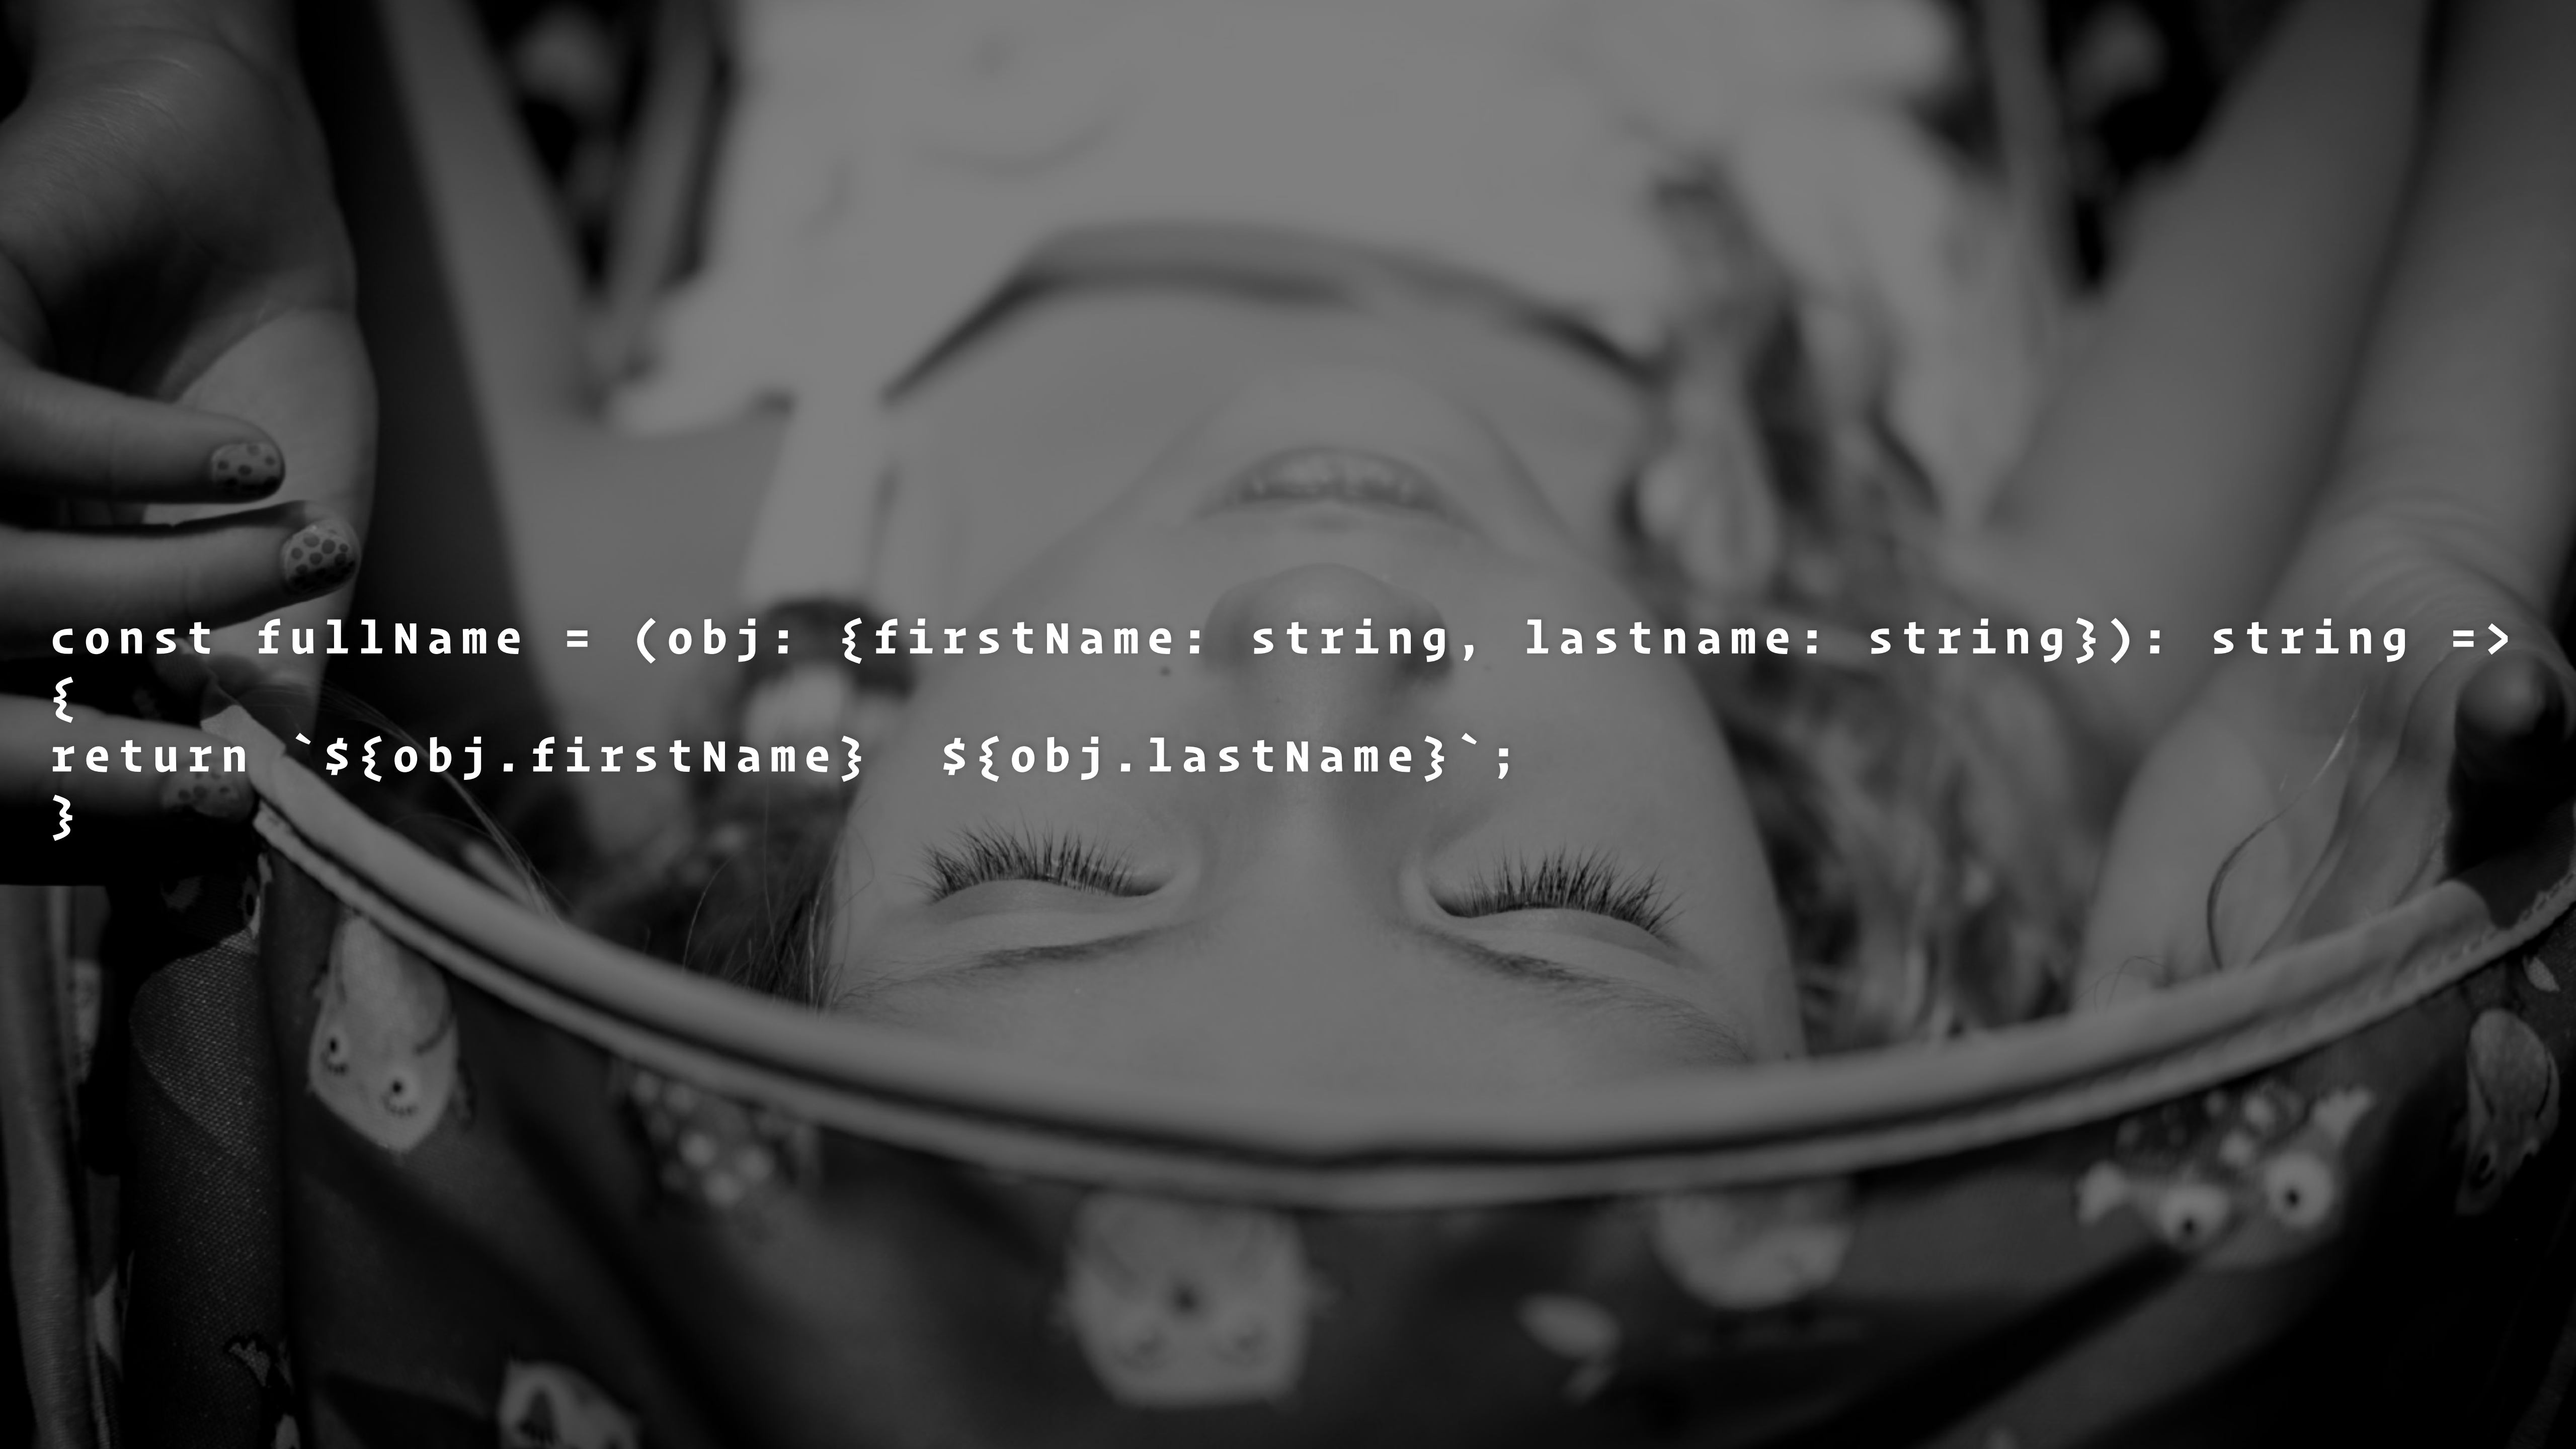 const fullName = (obj: {firstName: string, lastname: string}): string =>
{
return `${obj.firstName}  ${obj.lastName}`;
}